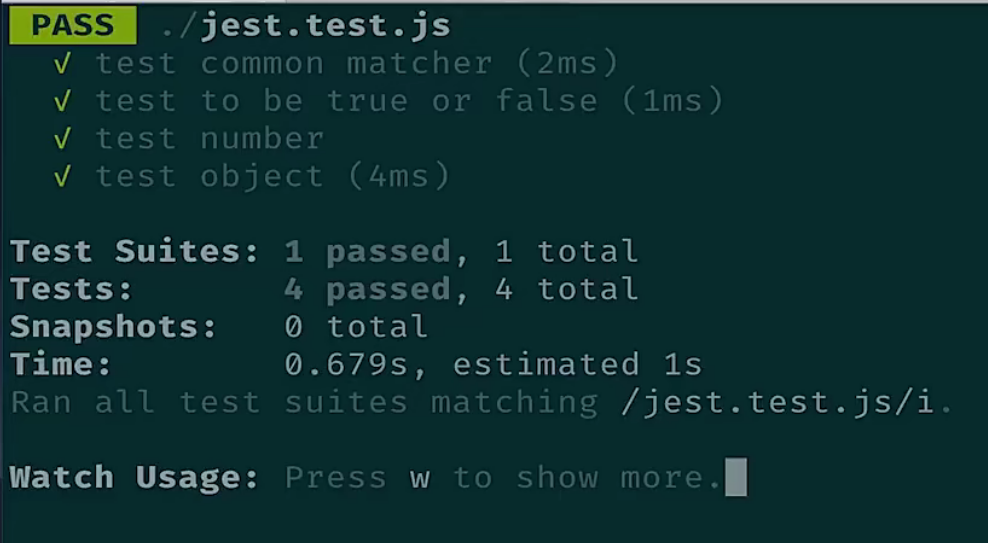 PASS ./jest.test.js
✓ test common matcher (2ms)
✓ test to be true or false (1ms)
✓ test number
✓ test object (4ms)
Test Suites: 1 passed, 1 total
Tests: 4 passed, 4 total
Snapshots: 0 total
Time: 0.679s, estimated 1s
Ran all test suites matching /jest.test.js/i.
Watch Usage: Press w to show more.